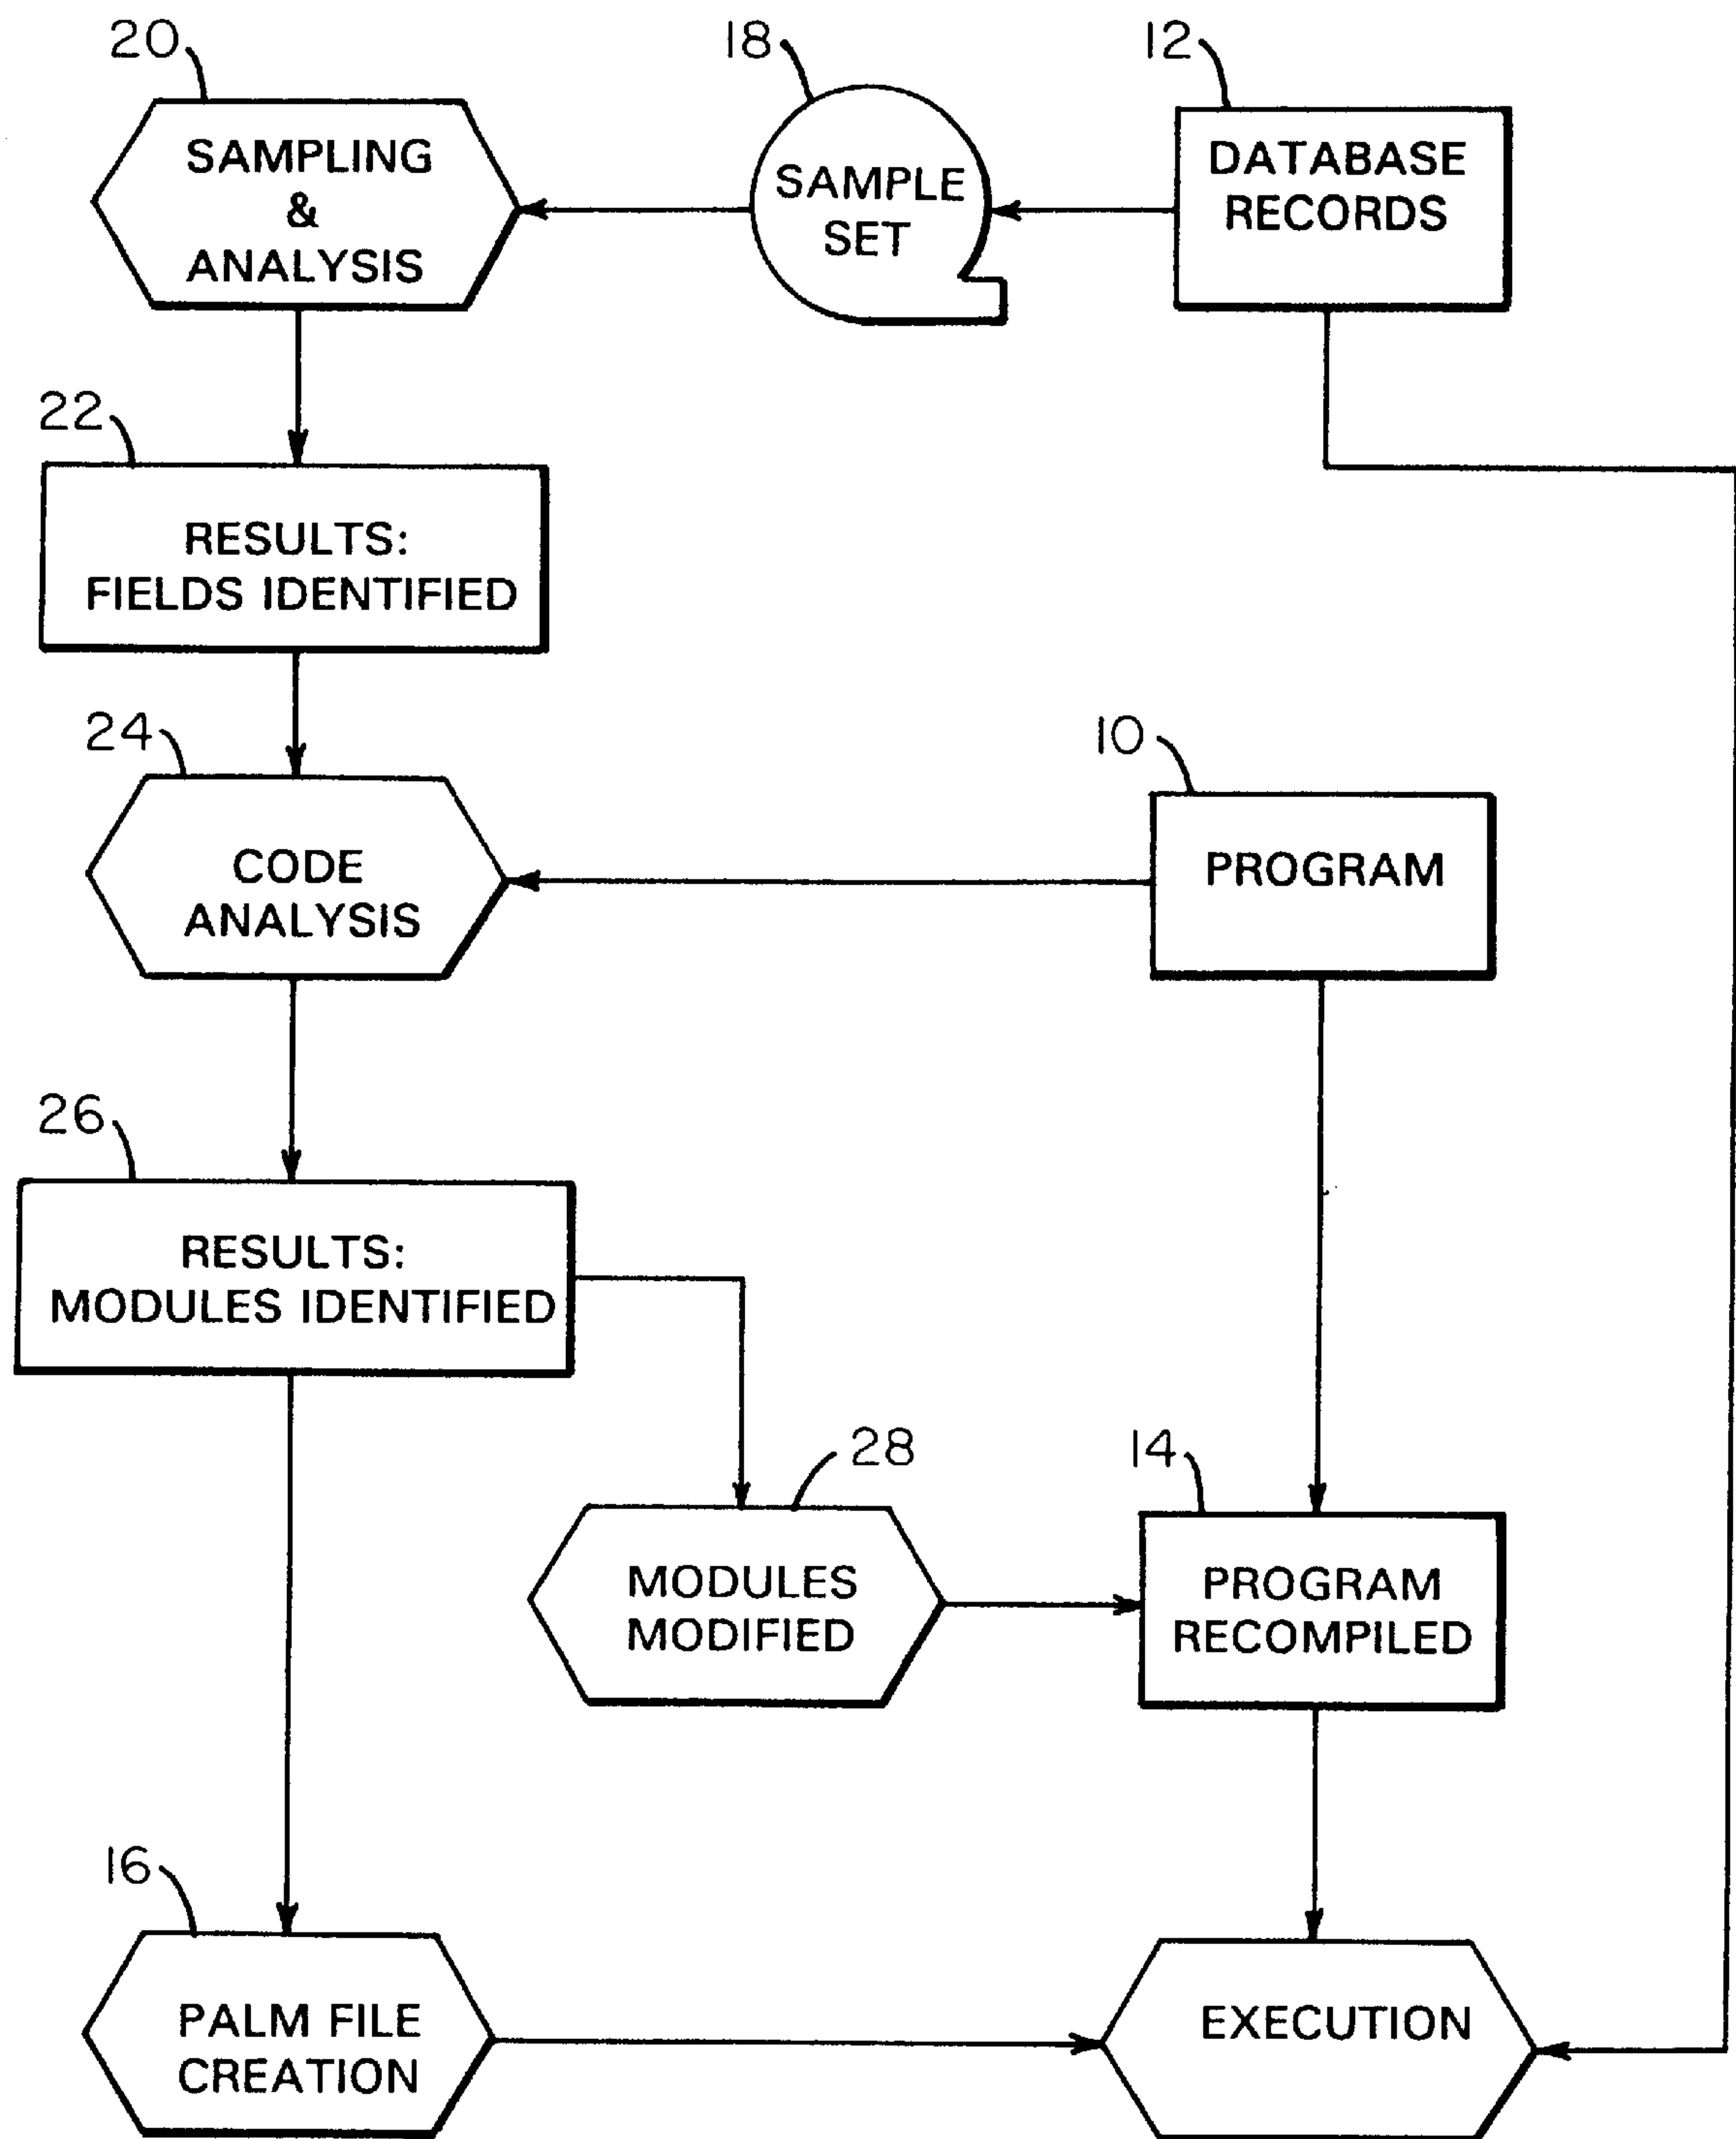 20
18
12
SAMPLING
&
ANALYSIS
SAMPLE
SET
DATABASE
RECORDS
22
RESULTS:
FIELDS IDENTIFIED
24
10
CODE
ANALYSIS
PROGRAM
26
RESULTS:
MODULES IDENTIFIED
28
14
MODULES
MODIFIED
PROGRAM
RECOMPILED
16
PALM FILE
CREATION
EXECUTION